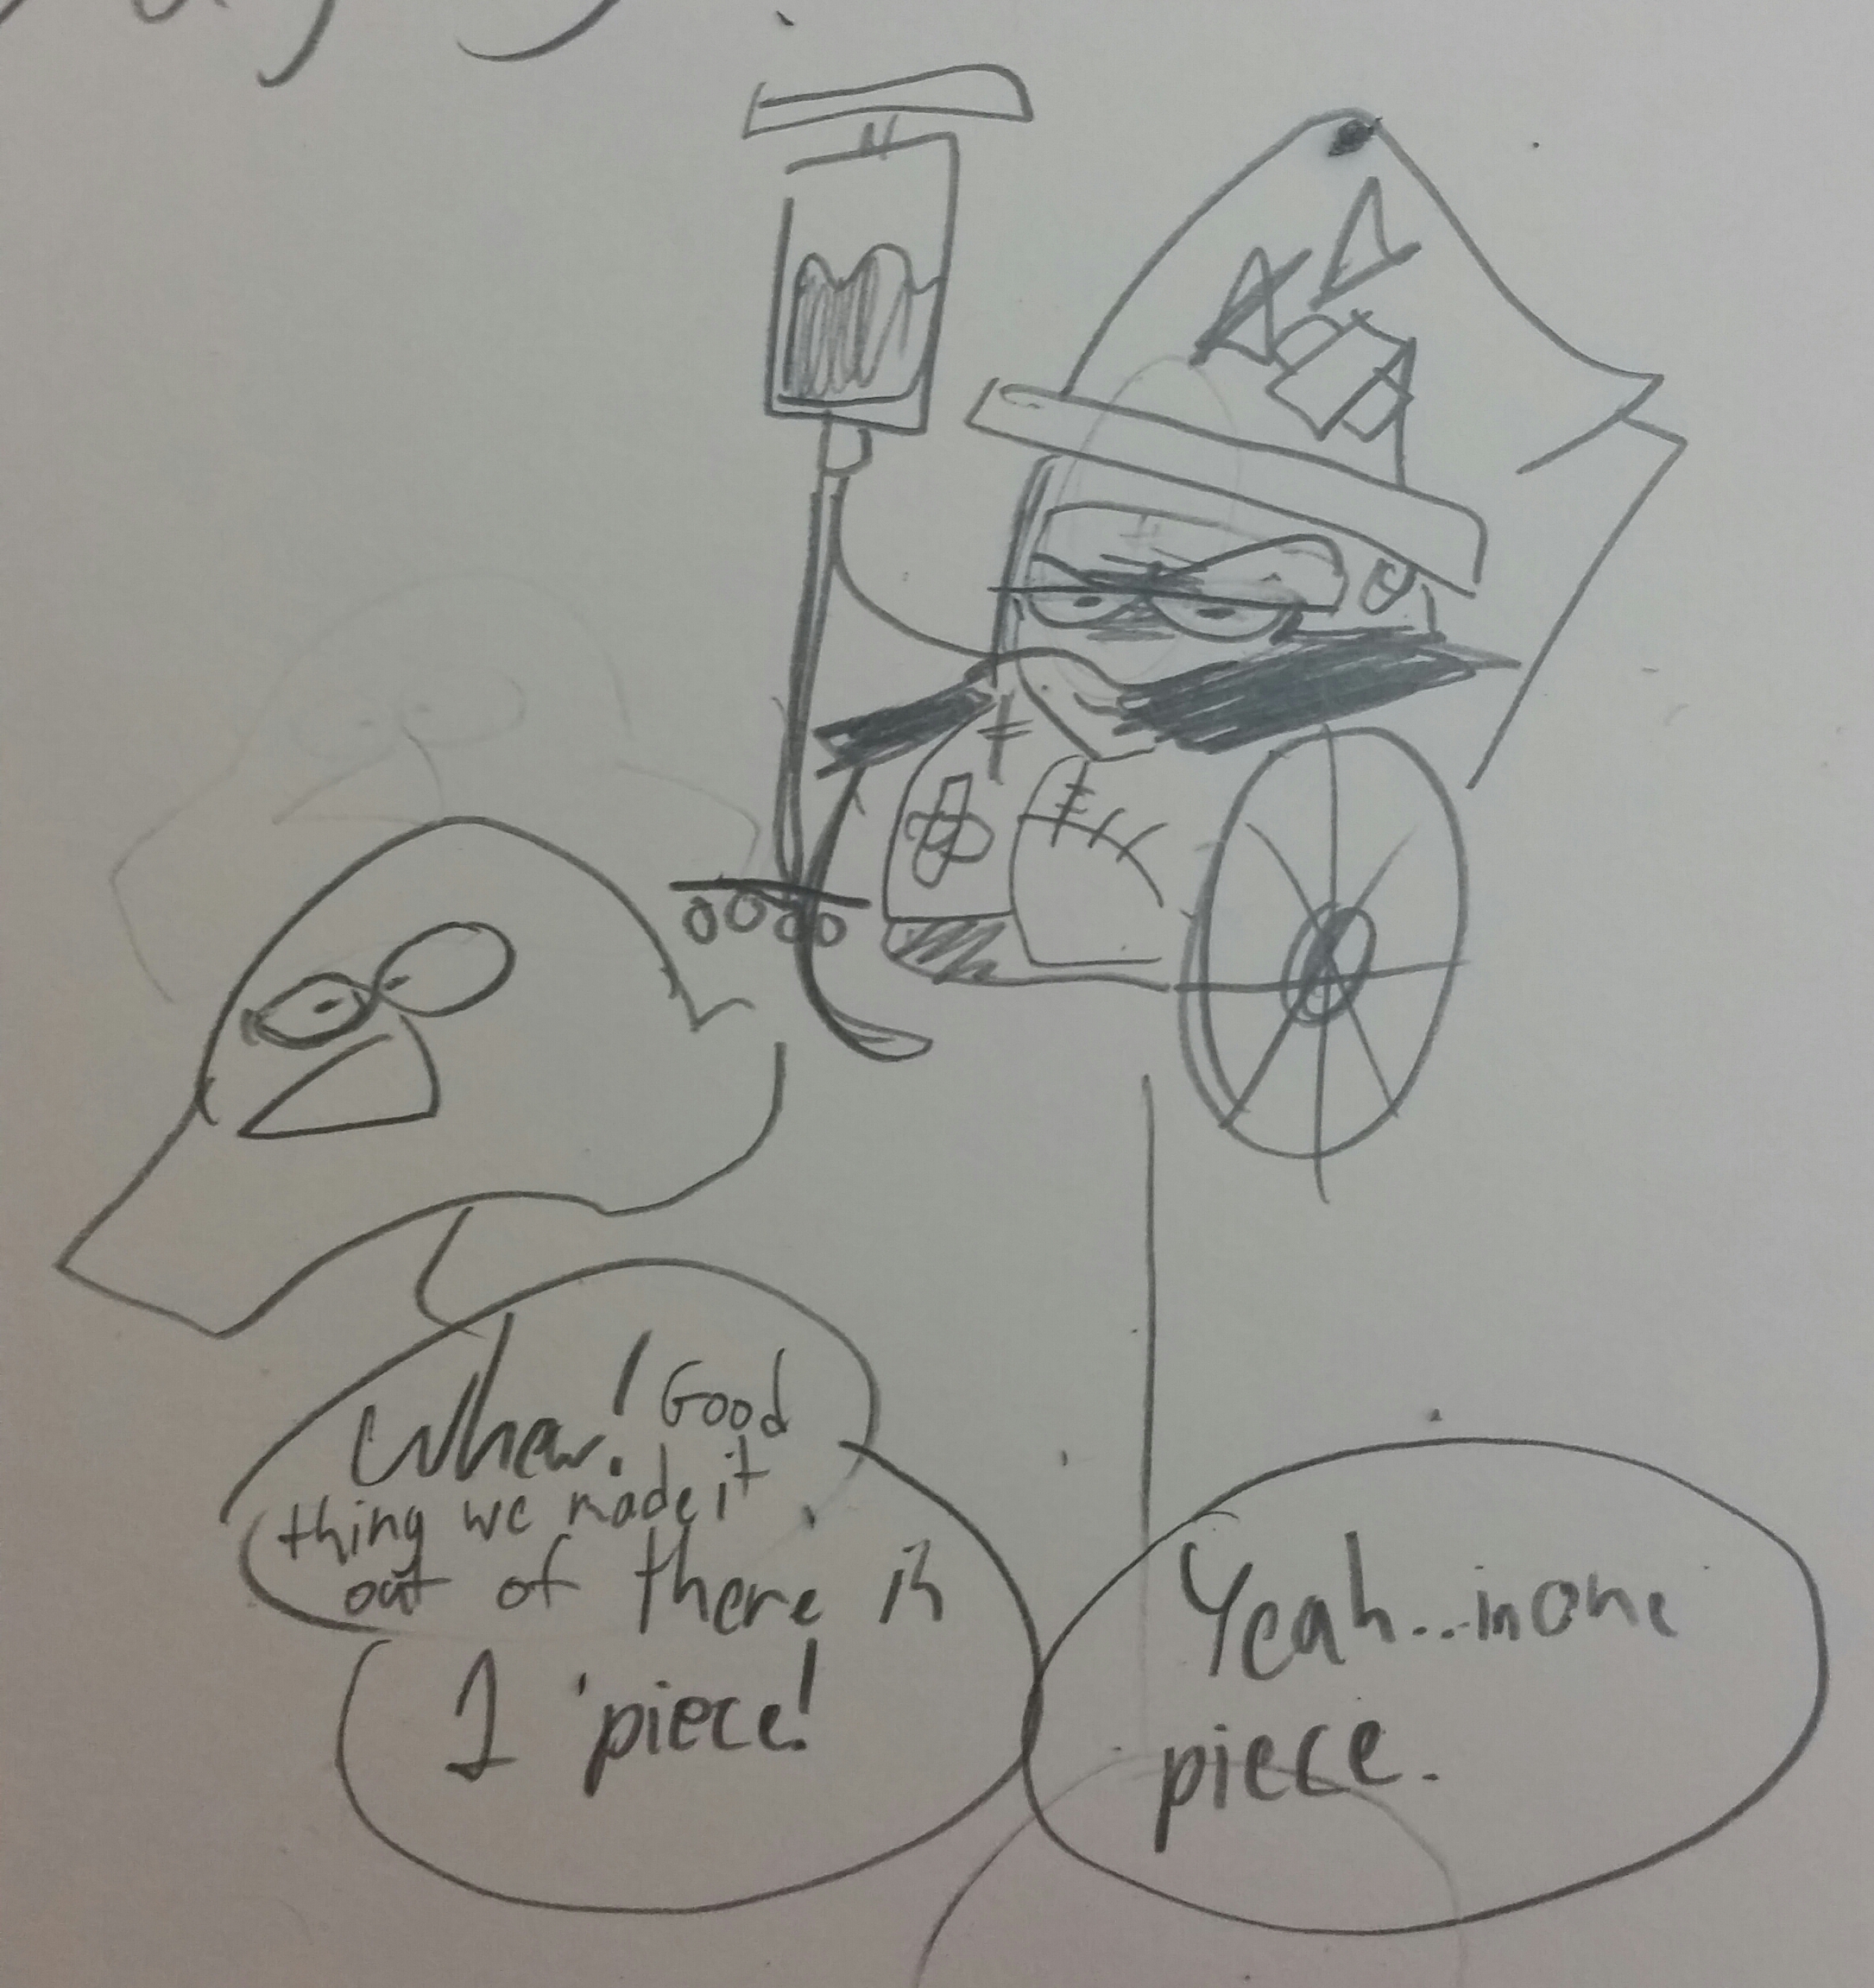 Whew! Good
thing we made it
out of there in
1 piece!
Yeah...in one
piece.